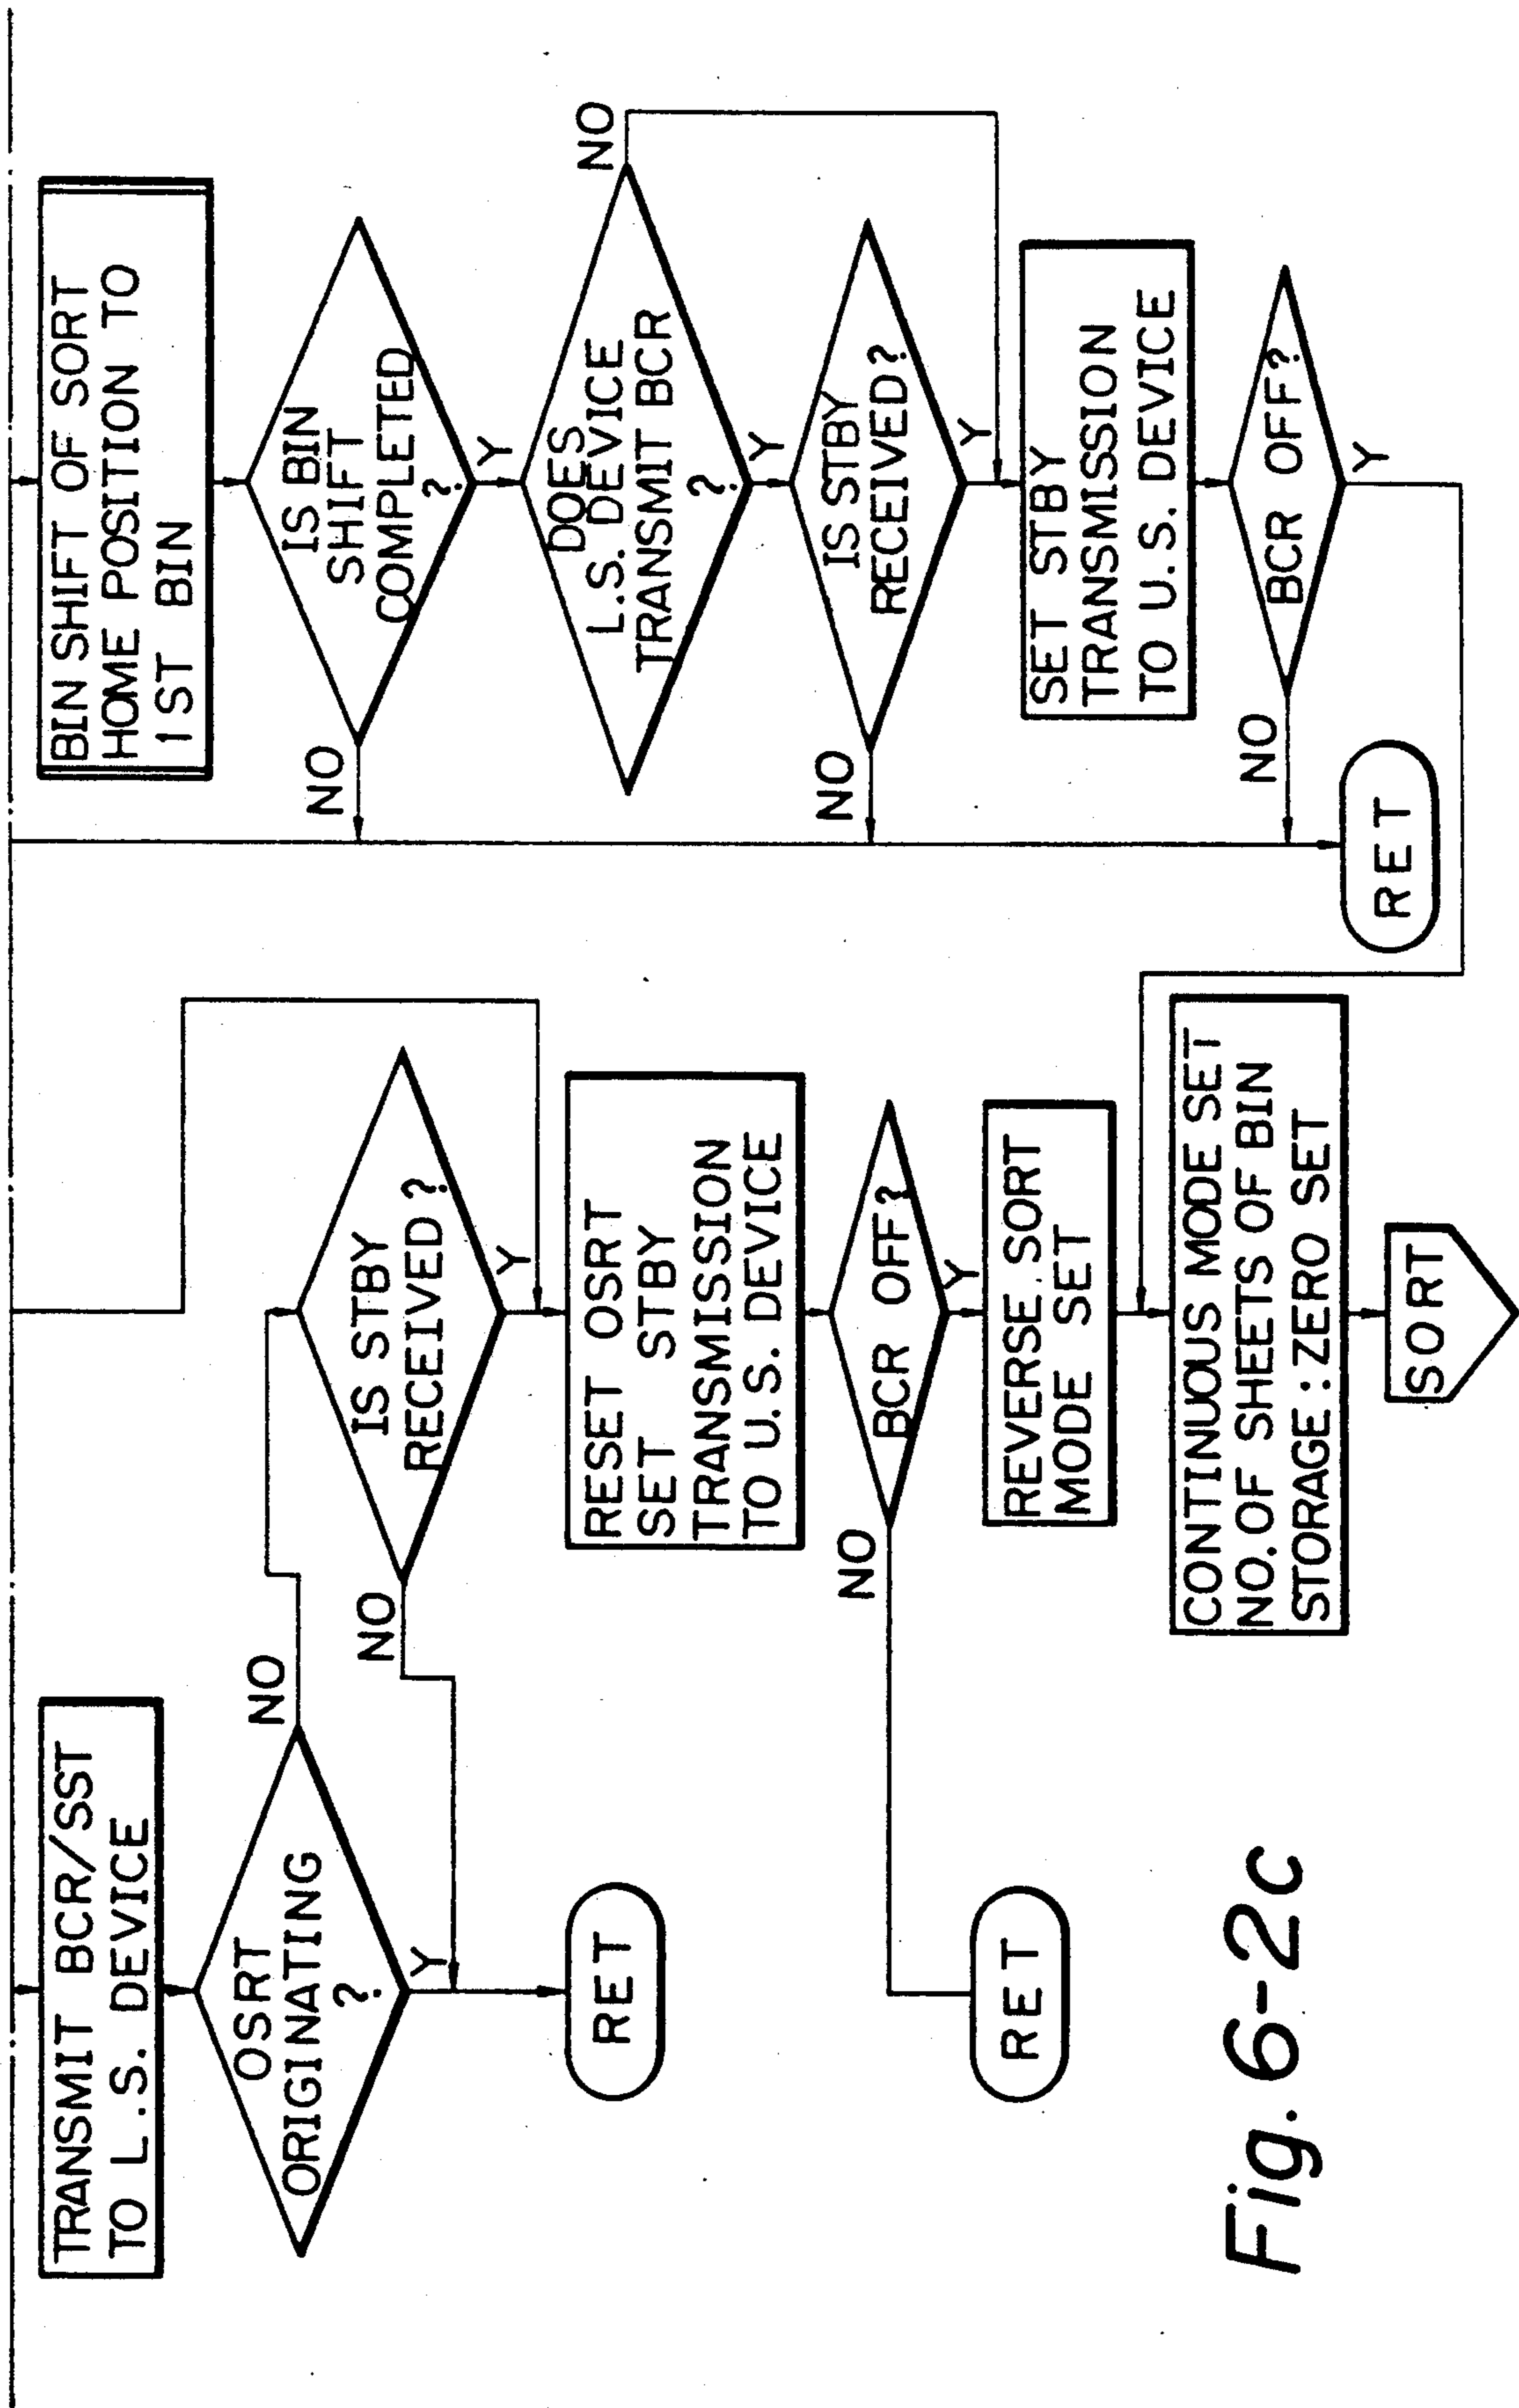 TRANSMIT BCR/SST
TO L.S. DEVICE
OSRT
ORIGINATING
?
NO
Y
RET
IS STBY
RECEIVED ?
NO
Y
RESET OSRT
SET STBY
TRANSMISSION
TO U.S. DEVICE
BCR OFF?
NO
Y
RET
REVERSE SORT
MODE SET
CONTINUOUS MODE SET
NO. OF SHEETS OF BIN
STORAGE : ZERO SET
SORT
BIN SHIFT OF SORT
HOME POSITION TO
1ST BIN
IS BIN
SHIFT
COMPLETED
?
NO
Y
DOES
L.S. DEVICE
TRANSMIT BCR
?
NO
Y
IS STBY
RECEIVED?
NO
Y
SET STBY
TRANSMISSION
TO U.S. DEVICE
BCR OFF?
NO
Y
RET
Fig. 6-2c